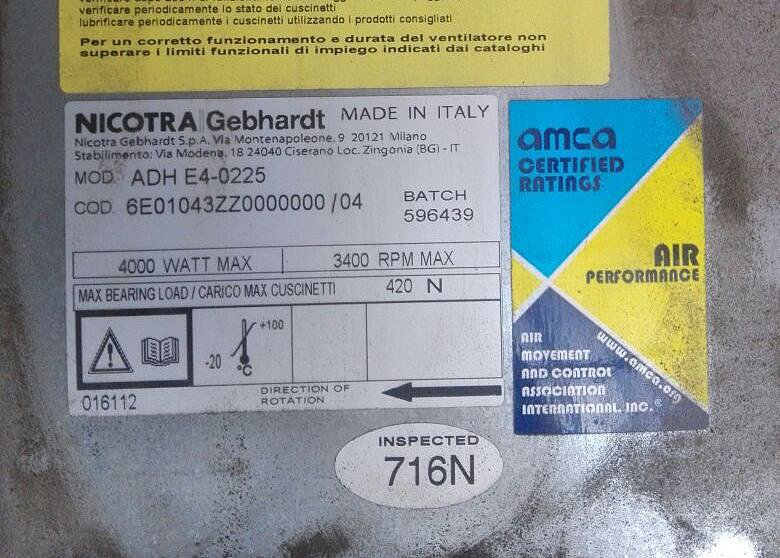 verificare periodicamente lo stato dei cuscinetti
lubrificare periodicamente i cuscinetti utilizzando i prodotti consigliati
Per un corretto funzionamento e durata del ventilatore non
superare i limiti funzionali di impiego indicati dai cataloghi
NICOTRA Gebhardt MADE IN ITALY
Nicotra Gebhardt S.p.A. Via Montenapoleone, 9 20121 Milano
Stabilimento: Via Modena, 18 24040 Ciserano Loc. Zingonia (BG) - IT
MOD. ADH E4-0225
COD. 6E01043ZZ0000000 /04
BATCH
596439
4000 WATT MAX 3400 RPM MAX
MAX BEARING LOAD / CARICO MAX CUSCINETTI 420 N
-20 +100
°C
016112
DIRECTION OF
ROTATION
amca
CERTIFIED
RATINGS
AIR
PERFORMANCE
www.amca.org
AIR
MOVEMENT
AND CONTROL
ASSOCIATION
INTERNATIONAL, INC.®
INSPECTED
716N